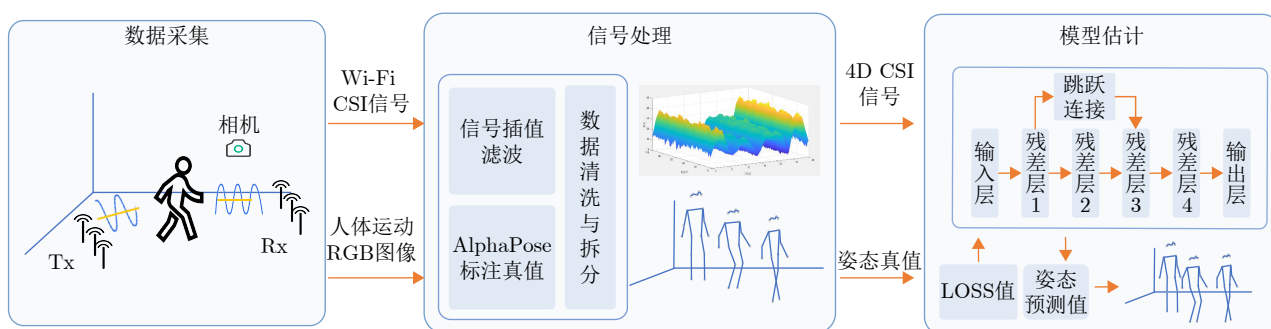 数据采集
相机
Tx
Rx
Wi-Fi
CSI信号
人体运动
RGB图像
信号处理
信号插值
滤波
AlphaPose
标注真值
数据清洗与拆分
4D CSI
信号
姿态真值
模型估计
跳跃
连接
输入层
残差层1
残差层2
残差层3
残差层4
输出层
LOSS值
姿态
预测值